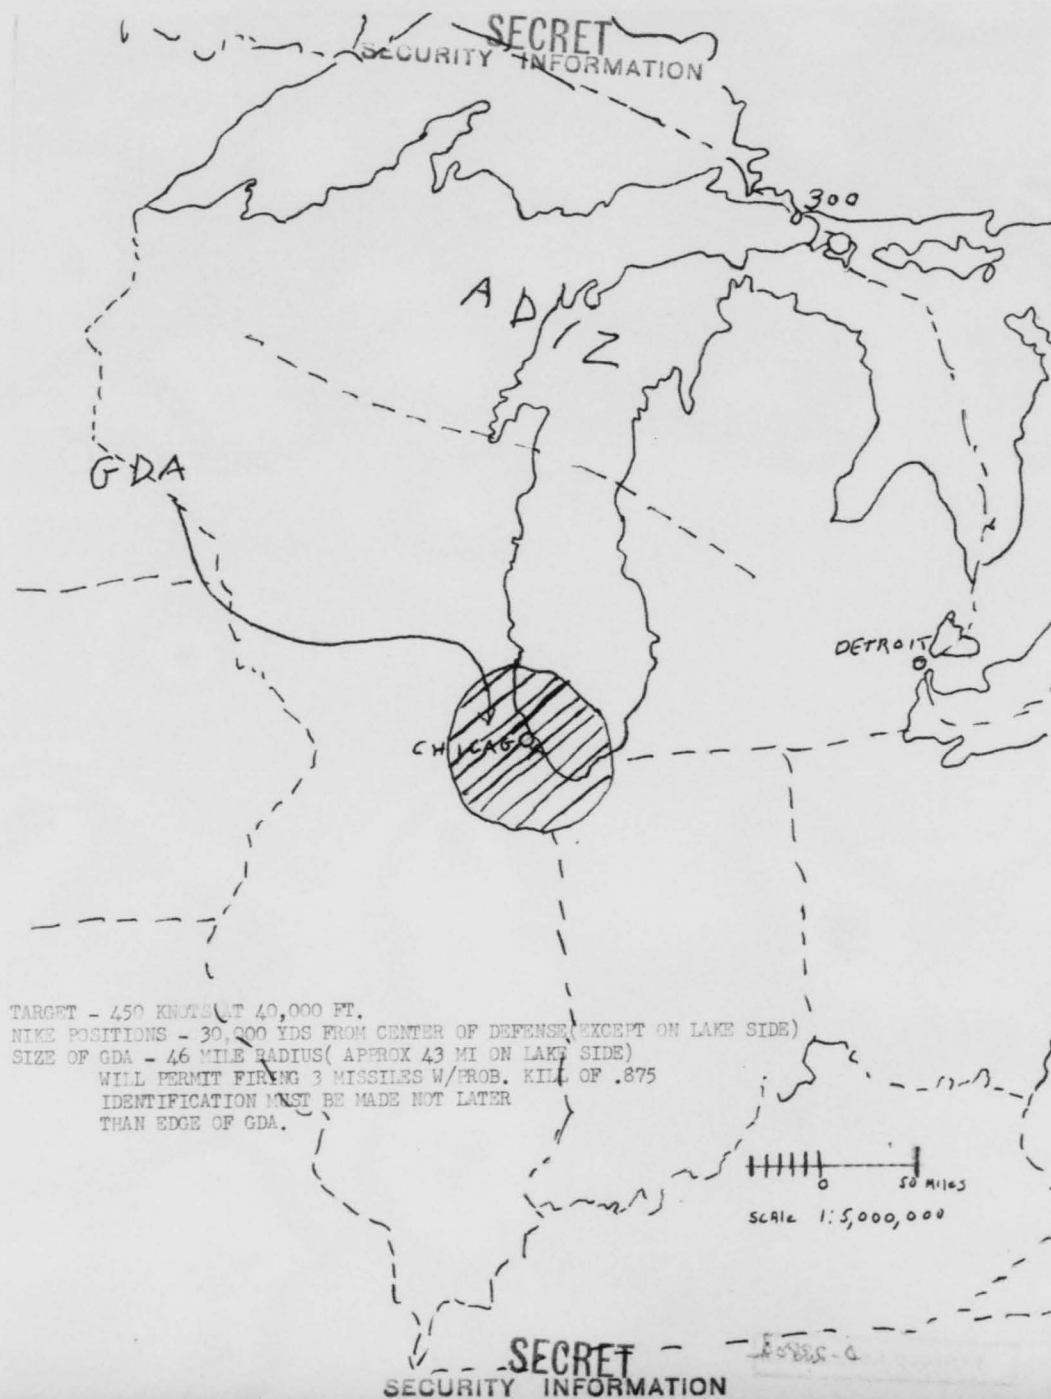 SECRET
SECURITY INFORMATION
300
A D I Z
GDA
DETROIT
CHICAGO
TARGET - 450 KNOTS AT 40,000 FT.
NIKE POSITIONS - 30,000 YDS FROM CENTER OF DEFENSE(EXCEPT ON LAKE SIDE)
SIZE OF GDA - 46 MILE RADIUS( APPROX 43 MI ON LAKE SIDE)
WILL PERMIT FIRING 3 MISSILES W/PROB. KILL OF .875
IDENTIFICATION MUST BE MADE NOT LATER
THAN EDGE OF GDA.
0 50 MILES
SCALE 1:5,000,000
SECRET
SECURITY INFORMATION